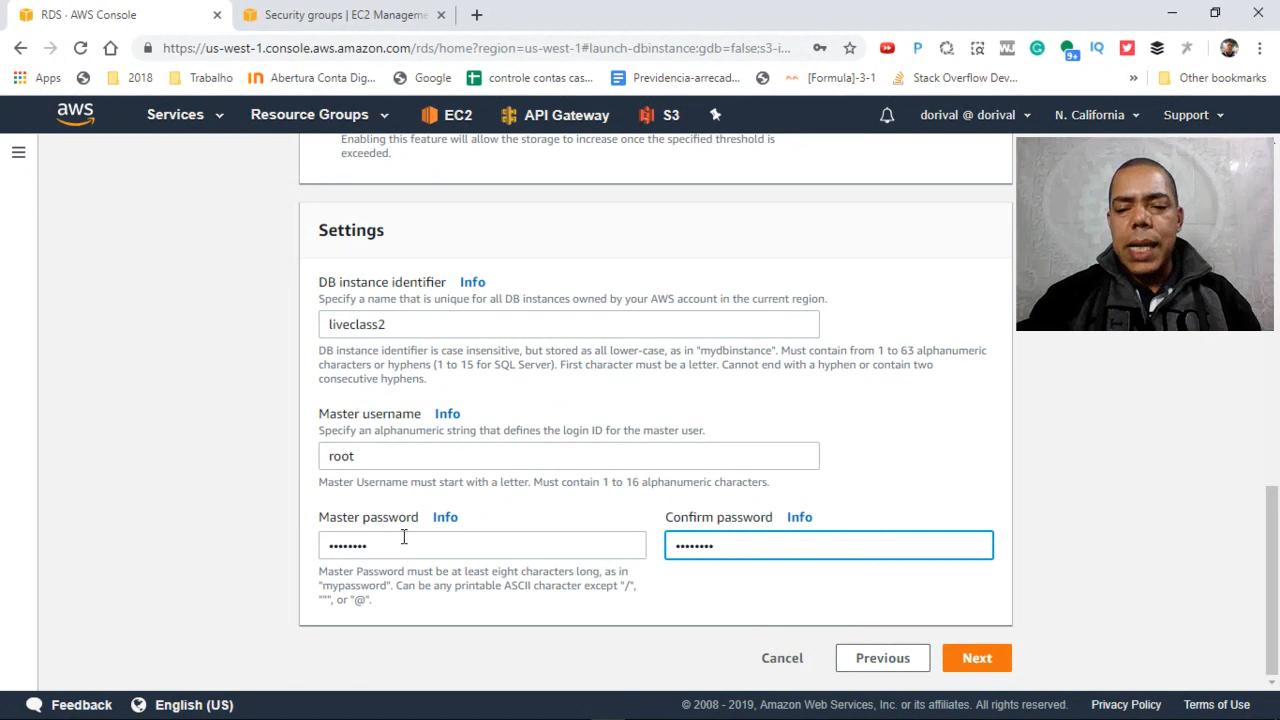 RDS - AWS Console
Security groups | EC2 Manageme
https://us-west-1.console.aws.amazon.com/rds/home?region=us-west-1#launch-dbinstance:gdb=false;s3-i...
P
IQ
9+
Apps
2018
Trabalho
Abertura Conta Dig...
Google
controle contas cas...
Previdencia-arread...
[Formula]-3-1
Stack Overflow Dev...
»
Other bookmarks
aws
Services
Resource Groups
EC2
API Gateway
S3
dorival @ dorival
N. California
Support
Enabling this feature will allow the storage to increase once the specified threshold is
exceeded.
Settings
DB instance identifier Info
Specify a name that is unique for all DB instances owned by your AWS account in the current region.
liveclass2
DB instance identifier is case insensitive, but stored as all lower-case, as in "mydbinstance". Must contain from 1 to 63 alphanumeric
characters or hyphens (1 to 15 for SQL Server). First character must be a letter. Cannot end with a hyphen or contain two
consecutive hyphens.
Master username Info
Specify an alphanumeric string that defines the login ID for the master user.
root
Master Username must start with a letter. Must contain 1 to 16 alphanumeric characters.
Master password Info
Confirm password Info
••••••••
••••••••
Master Password must be at least eight characters long, as in
"mypassword". Can be any printable ASCII character except "/",
""", or "@".
Cancel
Previous
Next
Feedback
English (US)
© 2008 - 2019, Amazon Web Services, Inc. or its affiliates. All rights reserved.
Privacy Policy
Terms of Use